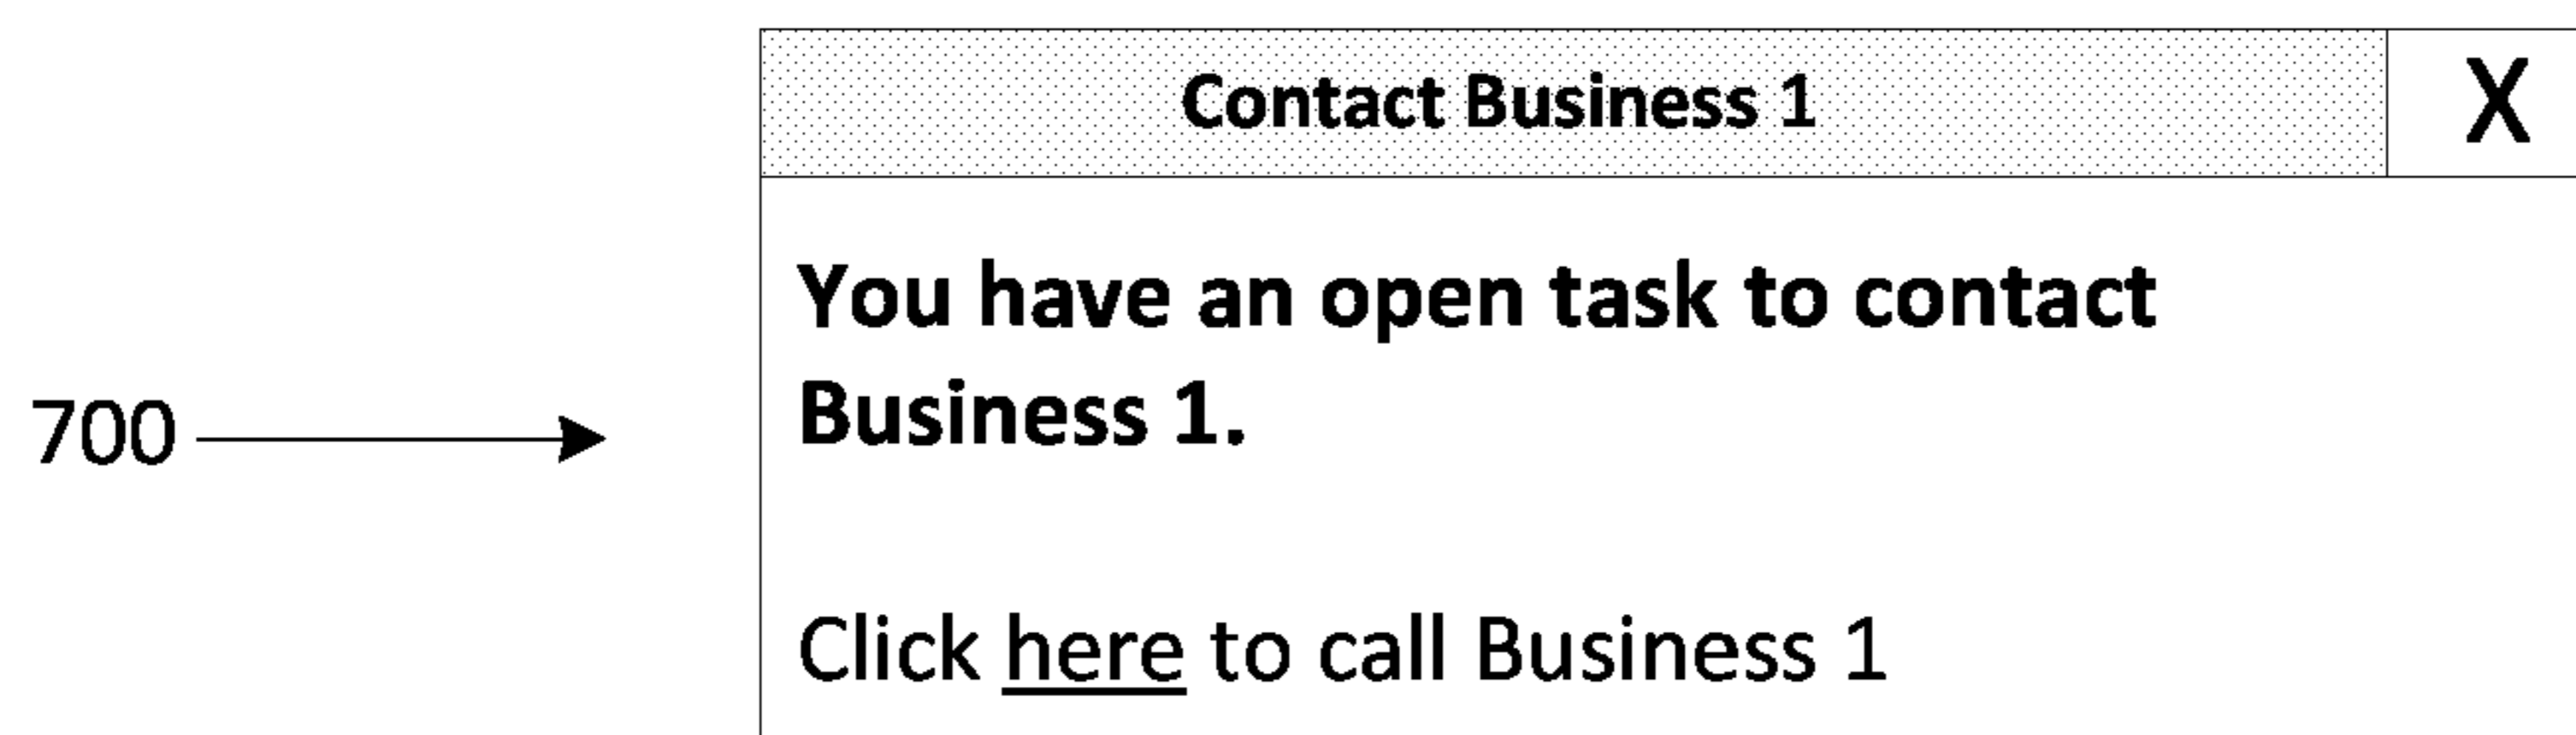 Contact Business 1
X
You have an open task to contact
Business 1.
700
Click here to call Business 1